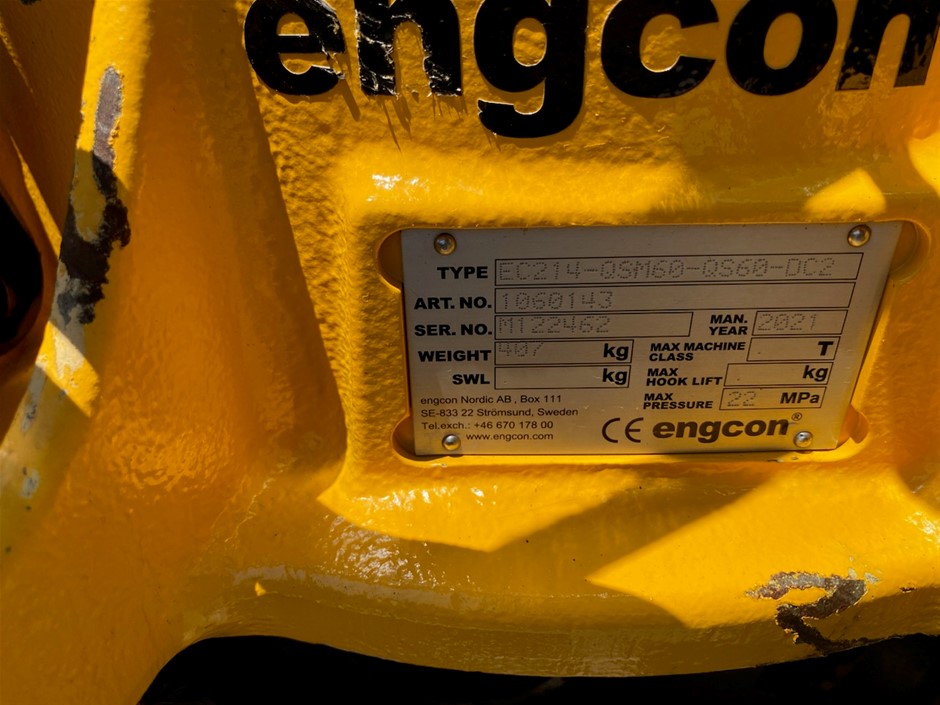 engcon
TYPE EC214-QSM60-QS60-DC2
ART. NO. 1060143
SER. NO. M122462 MAN. YEAR 2021
WEIGHT 407 kg MAX MACHINE CLASS T
SWL kg MAX HOOK LIFT kg
MAX PRESSURE 22 MPa
engcon Nordic AB , Box 111
SE-833 22 Strömsund, Sweden
Tel.exch.: +46 670 178 00
www.engcon.com
CE engcon®